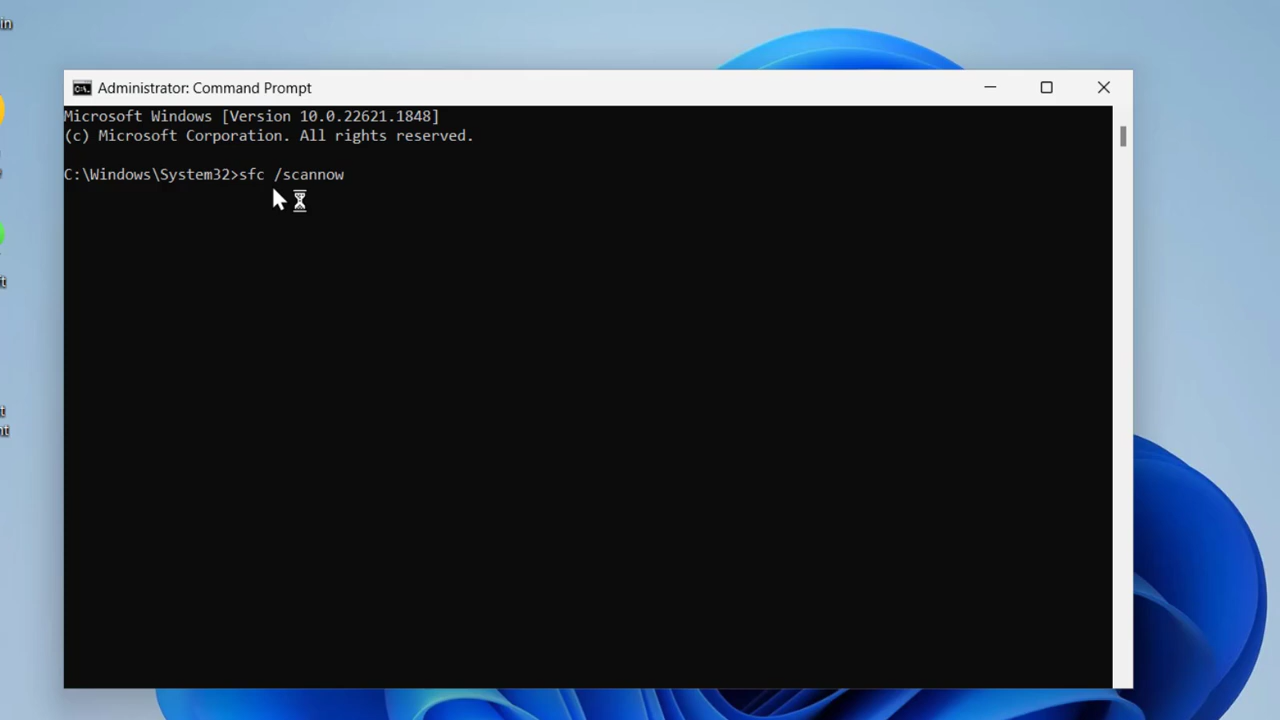 in
Administrator: Command Prompt
Microsoft Windows [Version 10.0.22621.1848]
(c) Microsoft Corporation. All rights reserved.
C:\Windows\System32>sfc /scannow